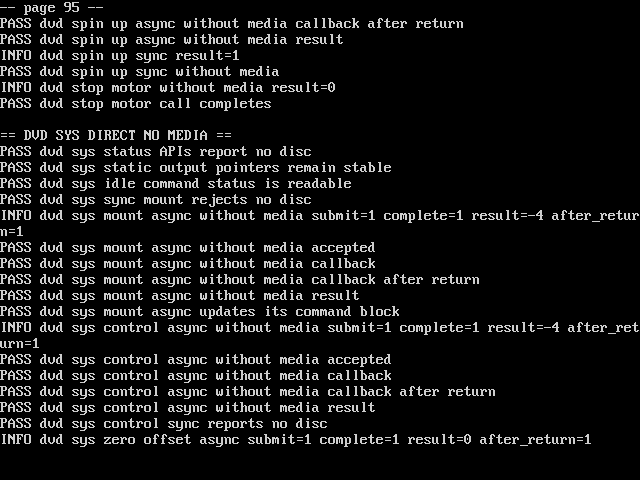 -- page 95 --
PASS dvd spin up async without media callback after return
PASS dvd spin up async without media result
INFO dvd spin up sync result=1
PASS dvd spin up sync without media
INFO dvd stop motor without media result=0
PASS dvd stop motor call completes
== DVD SYS DIRECT NO MEDIA ==
PASS dvd sys status APIs report no disc
PASS dvd sys static output pointers remain stable
PASS dvd sys idle command status is readable
PASS dvd sys sync mount rejects no disc
INFO dvd sys mount async without media submit=1 complete=1 result=-4 after_retur
n=1
PASS dvd sys mount async without media accepted
PASS dvd sys mount async without media callback
PASS dvd sys mount async without media callback after return
PASS dvd sys mount async without media result
PASS dvd sys mount async updates its command block
INFO dvd sys control async without media submit=1 complete=1 result=-4 after_ret
urn=1
PASS dvd sys control async without media accepted
PASS dvd sys control async without media callback
PASS dvd sys control async without media callback after return
PASS dvd sys control async without media result
PASS dvd sys control sync reports no disc
INFO dvd sys zero offset async submit=1 complete=1 result=0 after_return=1